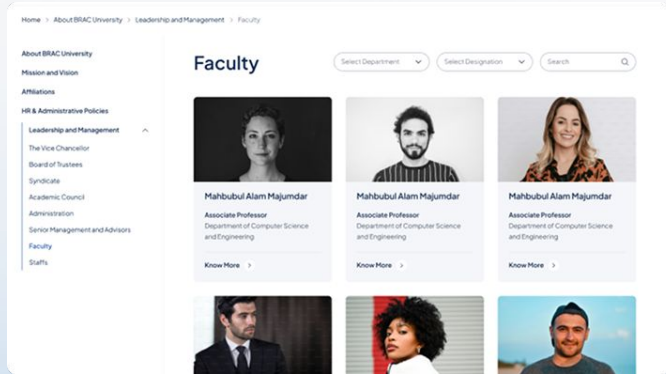 Home > About BRAC University > Leadership and Management > Faculty
About BRAC University
Mission and Vision
Affiliations
HR & Administrative Policies
Leadership and Management
The Vice Chancellor
Board of Trustees
Syndicate
Academic Council
Administration
Senior Management and Advisors
Faculty
Staffs
Faculty
Select Department
Select Designation
Search
Mahbubul Alam Majumdar
Associate Professor
Department of Computer Science
and Engineering
Know More >
Mahbubul Alam Majumdar
Associate Professor
Department of Computer Science
and Engineering
Know More >
Mahbubul Alam Majumdar
Associate Professor
Department of Computer Science
and Engineering
Know More >